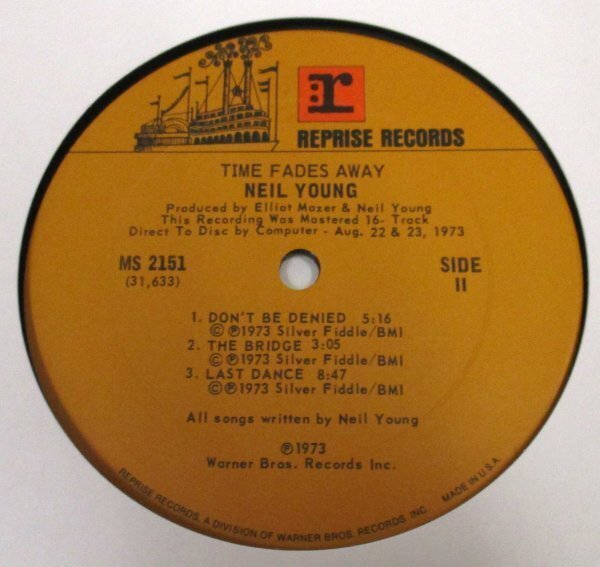 :r
REPRISE RECORDS
TIME FADES AWAY
NEIL YOUNG
Produced by Elliot Mazer & Neil Young
This Recording Was Mastered 16- Track
Direct To Disc by Computer - Aug. 22 & 23, 1973
MS 2151
(31,633)
SIDE
II
1. DON'T BE DENIED 5:16
©℗1973 Silver Fiddle/BMI
2. THE BRIDGE 3:05
©℗1973 Silver Fiddle/BMI
3. LAST DANCE 8:47
©℗1973 Silver Fiddle/BMI
All songs written by Neil Young
℗1973
Warner Bros. Records Inc.
REPRISE RECORDS, A DIVISION OF WARNER BROS. RECORDS, INC. MADE IN U.S.A.